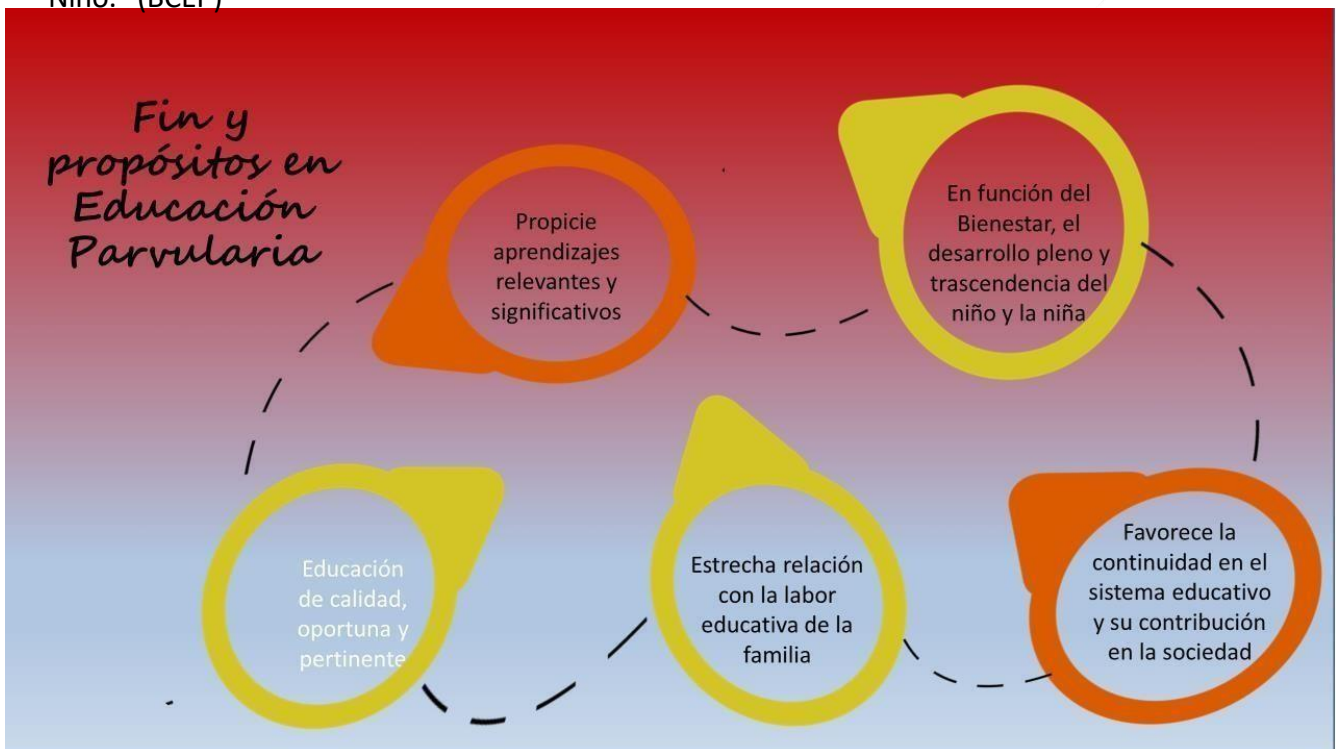 Niño. (BCEP)
Fin y
propósitos en
Educación
Parvularia
Propicie
aprendizajes
relevantes y
significativos
En función del
Bienestar, el
desarrollo pleno y
trascendencia del
niño y la niña
Educación
de calidad,
oportuna y
pertinente
Estrecha relación
con la labor
educativa de la
familia
Favorece la
continuidad en el
sistema educativo
y su contribución
en la sociedad